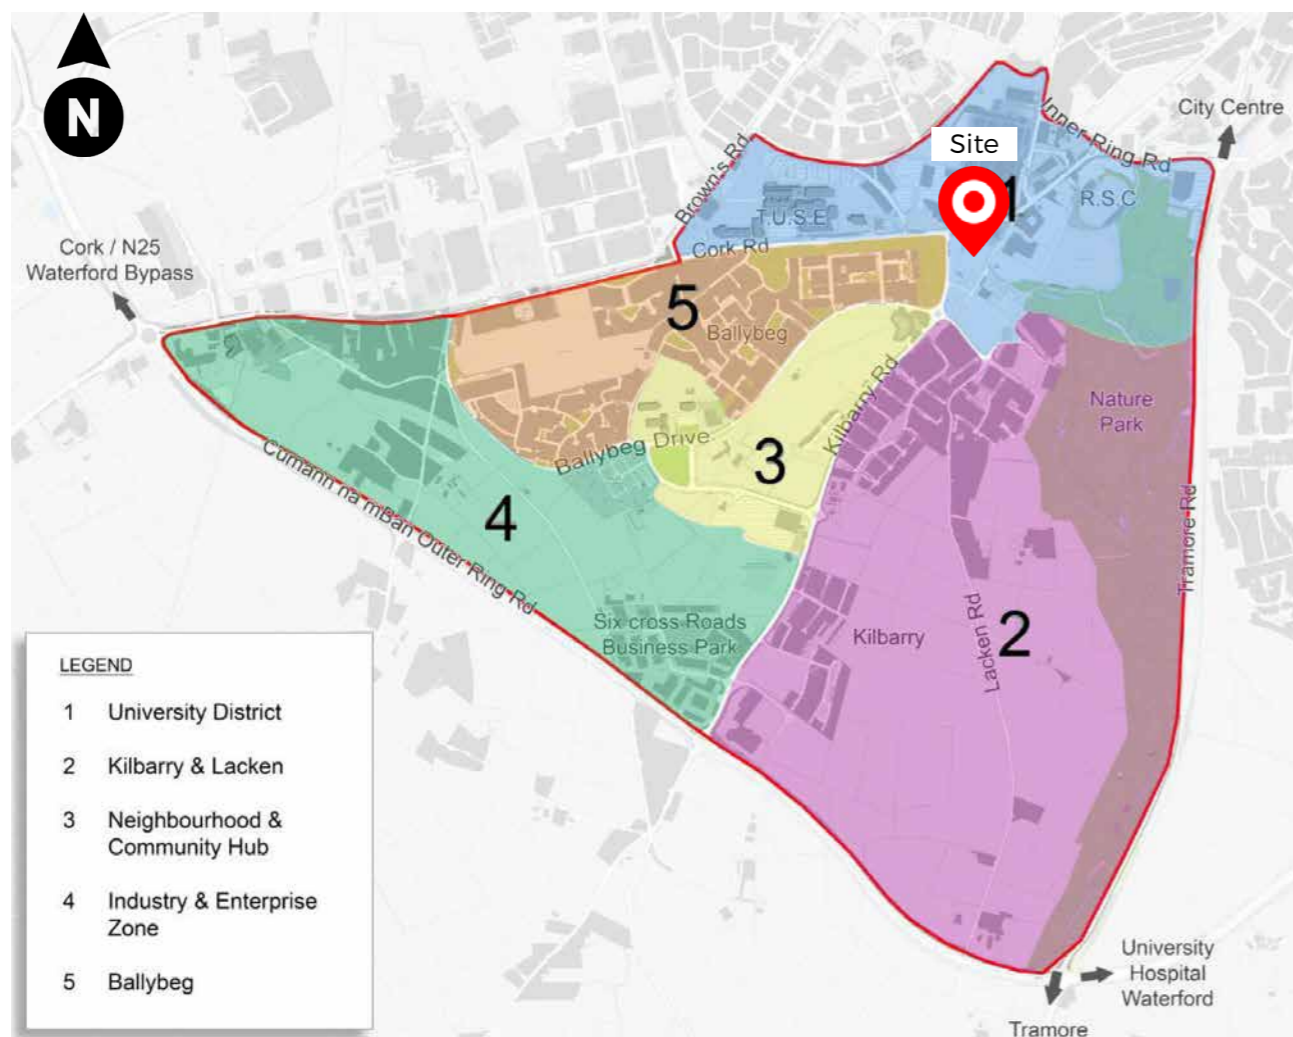 N
City Centre
Inner Ring Rd
Site
1
R.S.C
Brown's Rd
T.U.S.E
Cork Rd
Cork / N25
Waterford Bypass
5
Ballybeg
Nature
Park
Kilbarry Rd
Ballybeg Drive
3
4
Cumann na mBan Outer Ring Rd
Tramore Rd
Six cross Roads
Business Park
Kilbarry
Lacken Rd
2
LEGEND
1 University District
2 Kilbarry & Lacken
3 Neighbourhood &
Community Hub
4 Industry & Enterprise
Zone
5 Ballybeg
University
Hospital
Waterford
Tramore